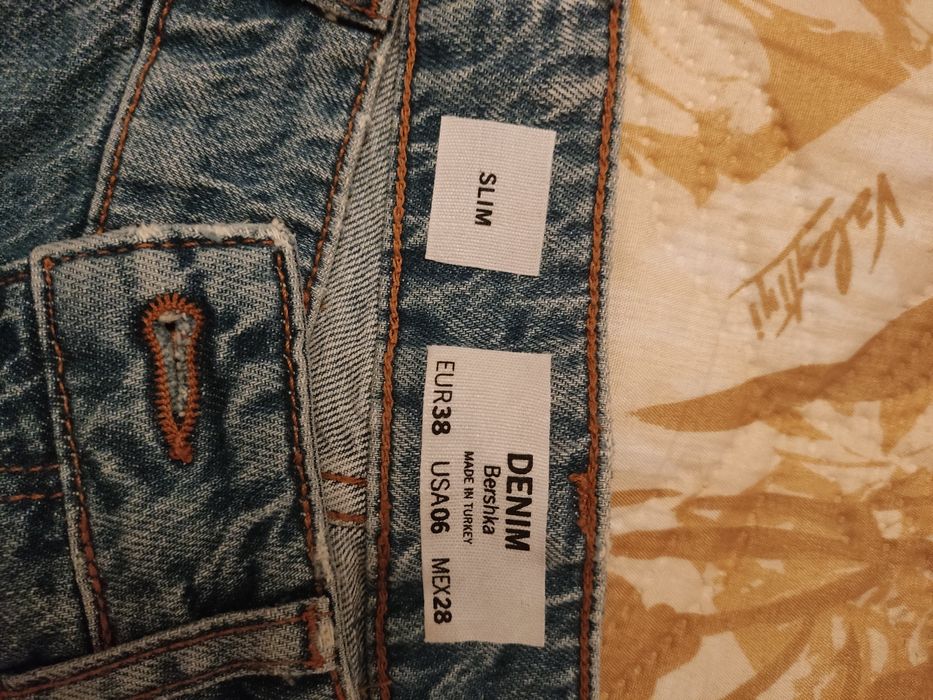 SLIM
DENIM
Bershka
MADE IN TURKEY
EUR38 USA06 MEX28